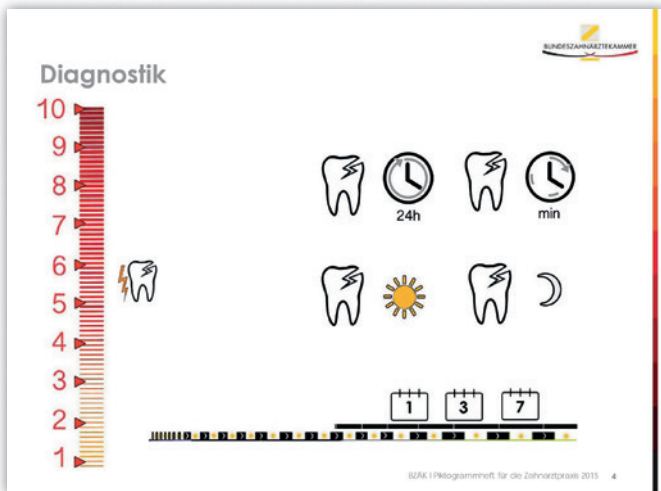 BUNDESZAHNÄRZTEKAMMER
Diagnostik
10
9
8
7
6
5
4
3
2
1
24h
min
1 3 7
BZÄK I Piktogrammheft für die Zahnarztpraxis 2015 4